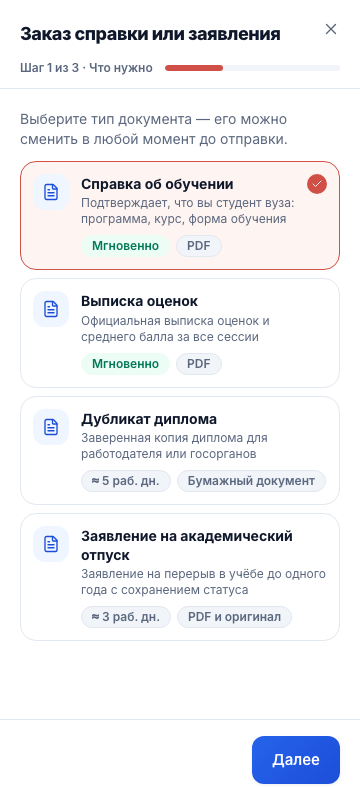 Заказ справки или заявления
Шаг 1 из 3 · Что нужно
Выберите тип документа — его можно
сменить в любой момент до отправки.
Справка об обучении
Подтверждает, что вы студент вуза:
программа, курс, форма обучения
Мгновенно PDF
Выписка оценок
Официальная выписка оценок и
среднего балла за все сессии
Мгновенно PDF
Дубликат диплома
Заверенная копия диплома для
работодателя или госорганов
≈ 5 раб. дн. Бумажный документ
Заявление на академический
отпуск
Заявление на перерыв в учёбе до одного
года с сохранением статуса
≈ 3 раб. дн. PDF и оригинал
Далее